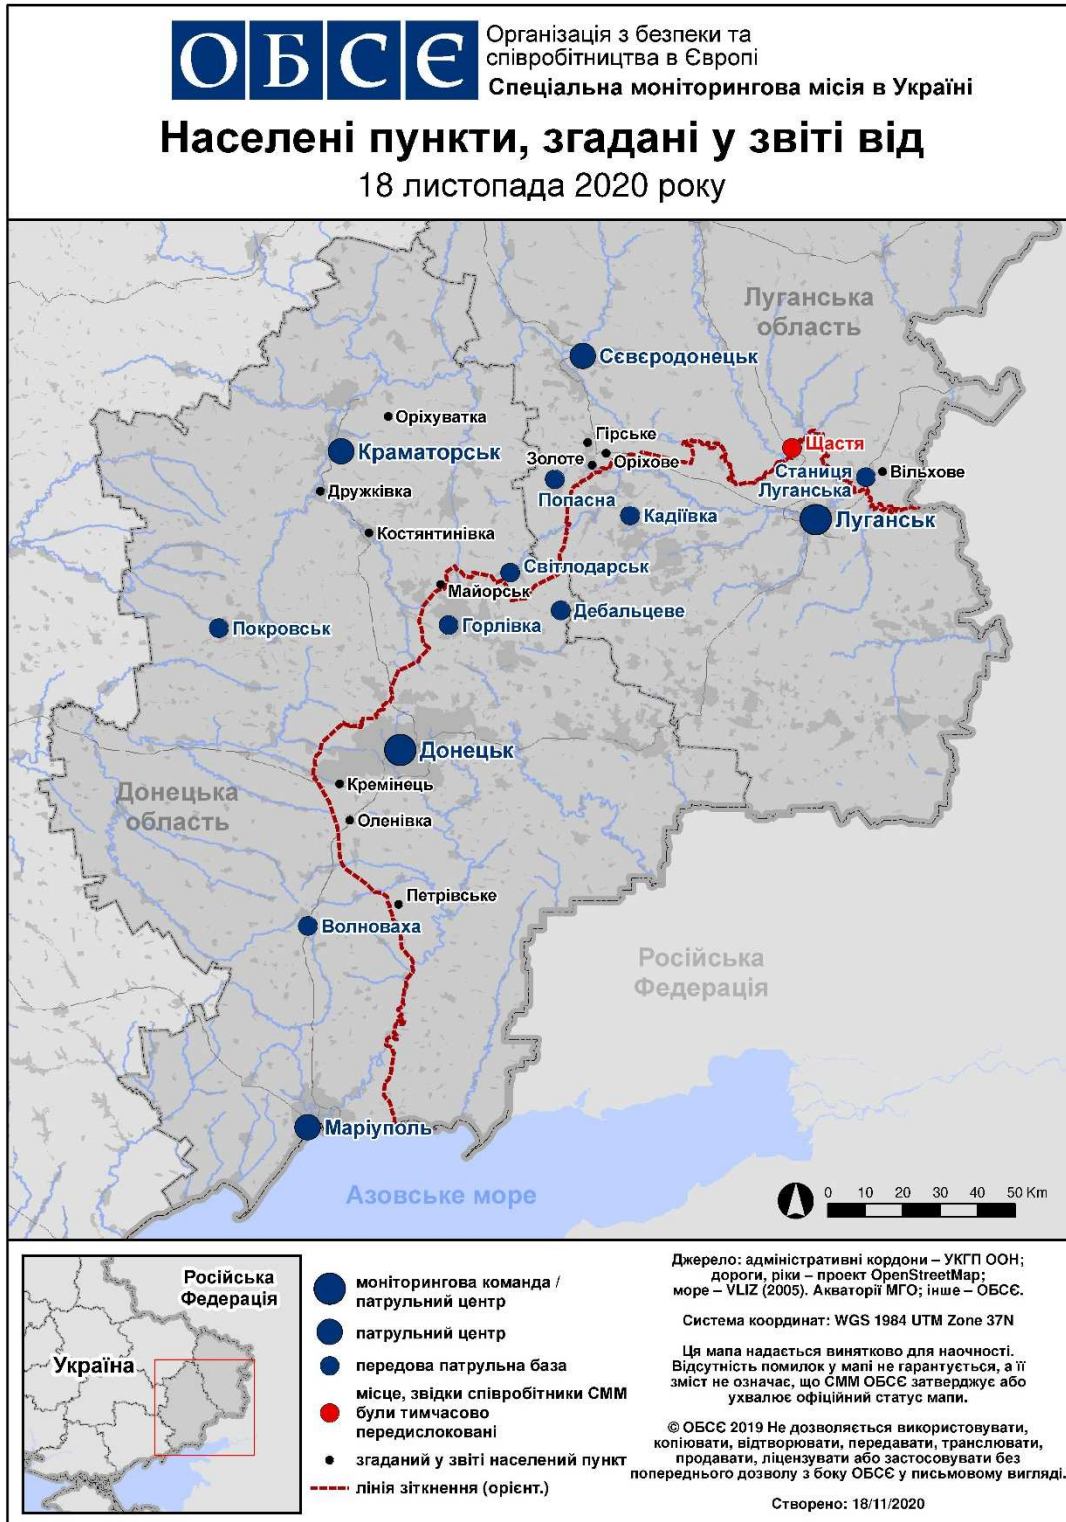 ОБСЄ
Організація з безпеки та
співробітництва в Європі
Спеціальна моніторингова місія в Україні
Населені пункти, згадані у звіті від
18 листопада 2020 року
Луганська
область
Сєвєродонецьк
Оріхуватка
Краматорськ
Гірське
Золоте
Оріхове
Щастя
Станиця
Луганська
Вільхове
Дружківка
Попасна
Кадіївка
Луганськ
Костянтинівка
Світлодарськ
Майорськ
Дебальцеве
Горлівка
Покровськ
Донецьк
Кремінець
Донецька
область
Оленівка
Петрівське
Волноваха
Російська
Федерація
Маріуполь
Азовське море
0 10 20 30 40 50 Km
Російська
Федерація
Україна
моніторингова команда /
патрульний центр
патрульний центр
передова патрульна база
місце, звідки співробітники СММ
були тимчасово
передислоковані
згаданий у звіті населений пункт
лінія зіткнення (орієнт.)
Джерело: адміністративні кордони – УКГП ООН;
дороги, ріки – проект OpenStreetMap;
море – VLIZ (2005). Акваторії МГО; інше – ОБСЄ.
Система координат: WGS 1984 UTM Zone 37N
Ця мапа надається винятково для наочності.
Відсутність помилок у мапі не гарантується, а її
зміст не означає, що СММ ОБСЄ затверджує або
ухвалює офіційний статус мапи.
© ОБСЄ 2019 Не дозволяється використовувати,
копіювати, відтворювати, передавати, транслювати,
продавати, ліцензувати або застосовувати без
попереднього дозволу з боку ОБСЄ у письмовому вигляді.
Створено: 18/11/2020